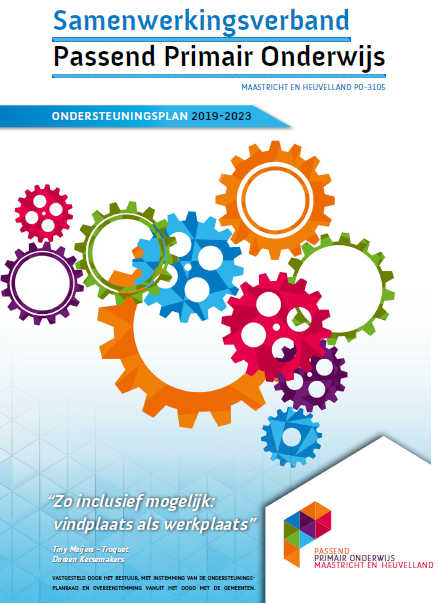 Samenwerkingsverband
Passend Primair Onderwijs
MAASTRICHT EN HEUVELLAND PO-3105
ONDERSTEUNINGSPLAN 2019-2023
“Zo inclusief mogelijk:
vindplaats als werkplaats”
Tiny Meijers - Troquet
Doreen Kersemakers
VASTGESTELD DOOR HET BESTUUR, MET INSTEMMING VAN DE ONDERSTEUNINGS-
PLANRAAD EN OVEREENSTEMMING VANUIT HET OOGO MET DE GEMEENTEN.
PASSEND
PRIMAIR ONDERWIJS
MAASTRICHT EN HEUVELLAND